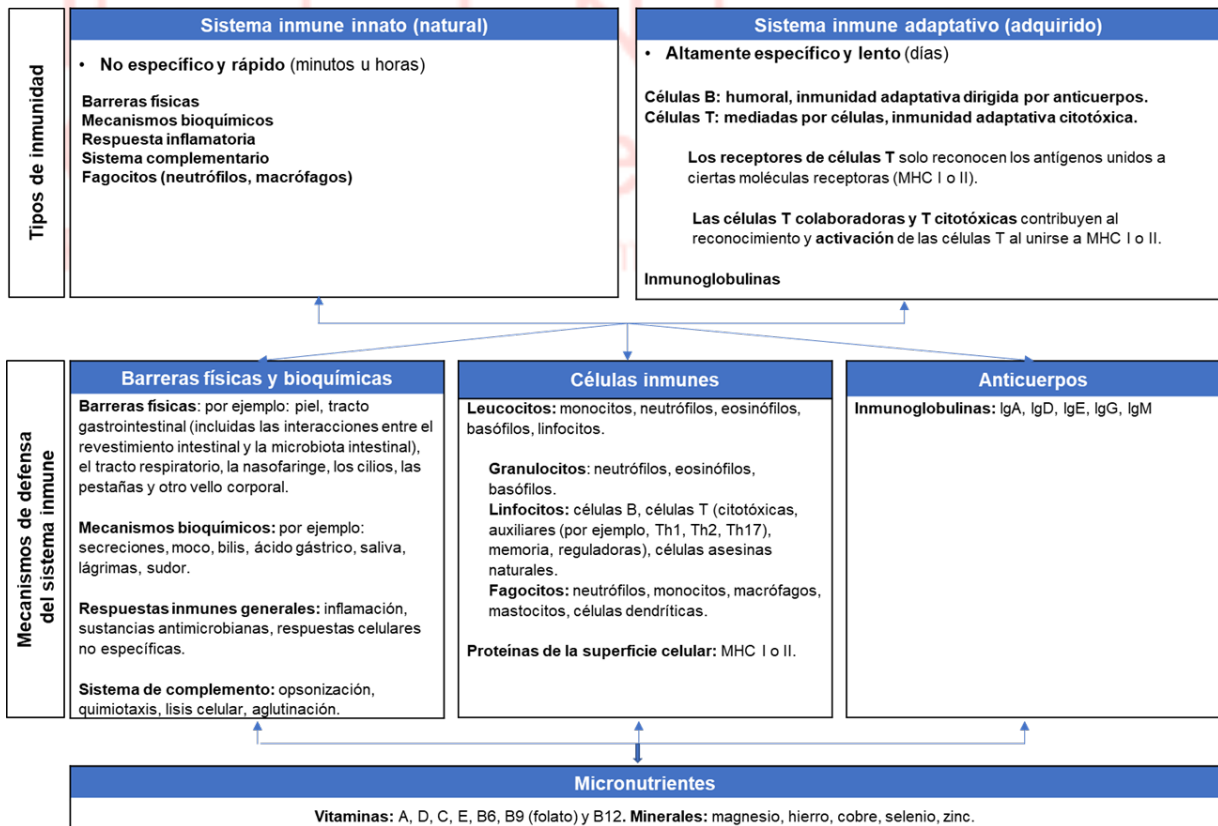 Tipos de inmunidad
Sistema inmune innato (natural)
• No específico y rápido (minutos u horas)
Barreras físicas
Mecanismos bioquímicos
Respuesta inflamatoria
Sistema complementario
Fagocitos (neutrófilos, macrófagos)
Sistema inmune adaptativo (adquirido)
• Altamente específico y lento (días)
Células B: humoral, inmunidad adaptativa dirigida por anticuerpos.
Células T: mediadas por células, inmunidad adaptativa citotóxica.
Los receptores de células T solo reconocen los antígenos unidos a
ciertas moléculas receptoras (MHC I o II).
Las células T colaboradoras y T citotóxicas contribuyen al
reconocimiento y activación de las células T al unirse a MHC I o II.
Inmunoglobulinas
Mecanismos de defensa
del sistema inmune
Barreras físicas y bioquímicas
Barreras físicas: por ejemplo: piel, tracto
gastrointestinal (incluidas las interacciones entre el
revestimiento intestinal y la microbiota intestinal),
el tracto respiratorio, la nasofaringe, los cilios, las
pestañas y otro vello corporal.
Mecanismos bioquímicos: por ejemplo:
secreciones, moco, bilis, ácido gástrico, saliva,
lágrimas, sudor.
Respuestas inmunes generales: inflamación,
sustancias antimicrobianas, respuestas celulares
no específicas.
Sistema de complemento: opsonización,
quimiotaxis, lisis celular, aglutinación.
Células inmunes
Leucocitos: monocitos, neutrófilos, eosinófilos,
basófilos, linfocitos.
Granulocitos: neutrófilos, eosinófilos,
basófilos.
Linfocitos: células B, células T (citotóxicas,
auxiliares (por ejemplo, Th1, Th2, Th17),
memoria, reguladoras), células asesinas
naturales.
Fagocitos: neutrófilos, monocitos, macrófagos,
mastocitos, células dendríticas.
Proteínas de la superficie celular: MHC I o II.
Anticuerpos
Inmunoglobulinas: IgA, IgD, IgE, IgG, IgM
Micronutrientes
Vitaminas: A, D, C, E, B6, B9 (folato) y B12. Minerales: magnesio, hierro, cobre, selenio, zinc.